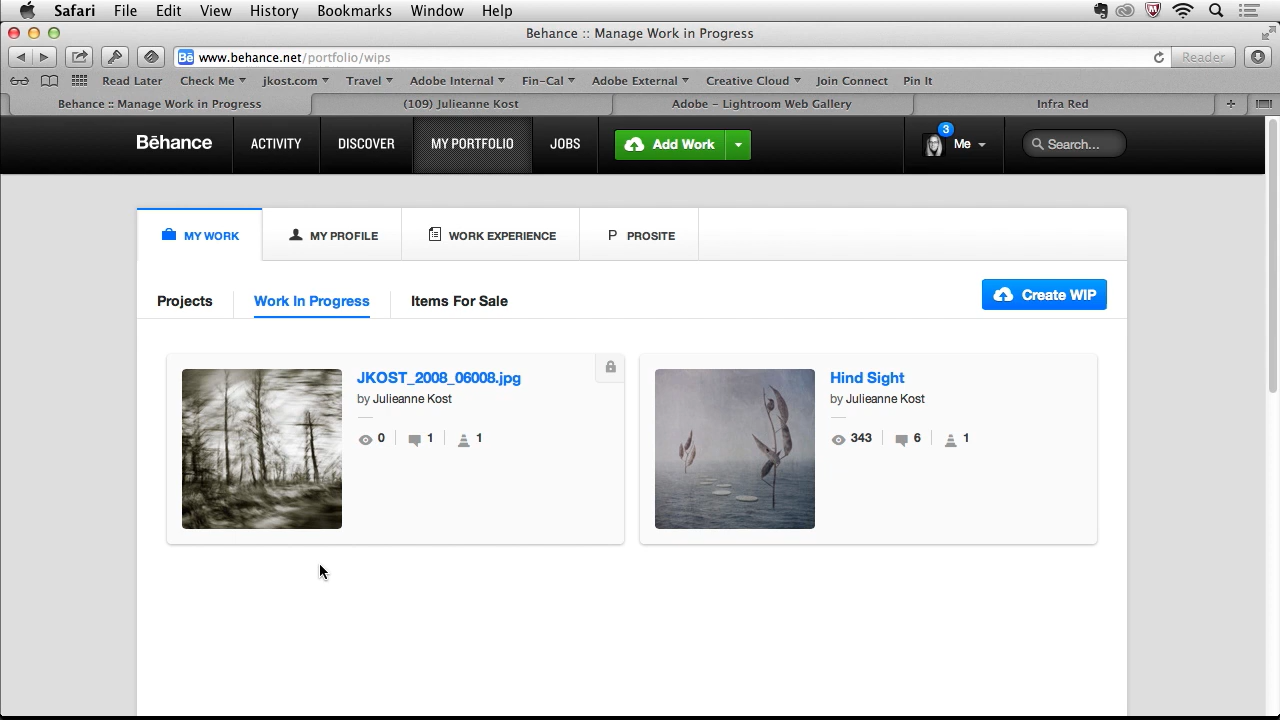 Safari File Edit View History Bookmarks Window Help
Behance :: Manage Work in Progress
Bē www.behance.net/portfolio/wips Reader
Read Later Check Me jkost.com Travel Adobe Internal Fin-Cal Adobe External Creative Cloud Join Connect Pin It
Behance :: Manage Work in Progress (109) Julieanne Kost Adobe – Lightroom Web Gallery Infra Red +
Bēhance ACTIVITY DISCOVER MY PORTFOLIO JOBS Add Work 3 Me Search...
MY WORK MY PROFILE WORK EXPERIENCE P PROSITE
Projects Work In Progress Items For Sale Create WIP
JKOST_2008_06008.jpg
by Julieanne Kost
0 1 1
Hind Sight
by Julieanne Kost
343 6 1